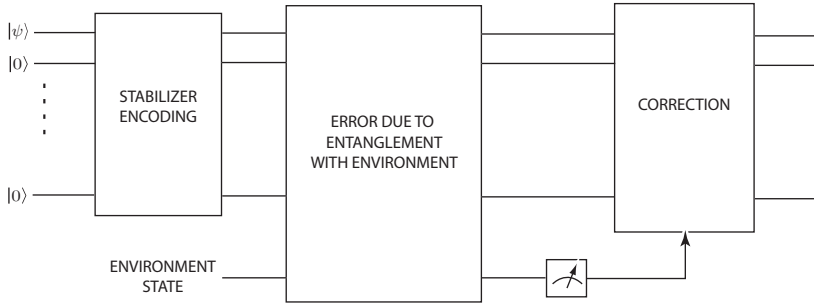 |ψ⟩
|0⟩
|0⟩
STABILIZER
ENCODING
ERROR DUE TO
ENTANGLEMENT
WITH ENVIRONMENT
CORRECTION
ENVIRONMENT
STATE